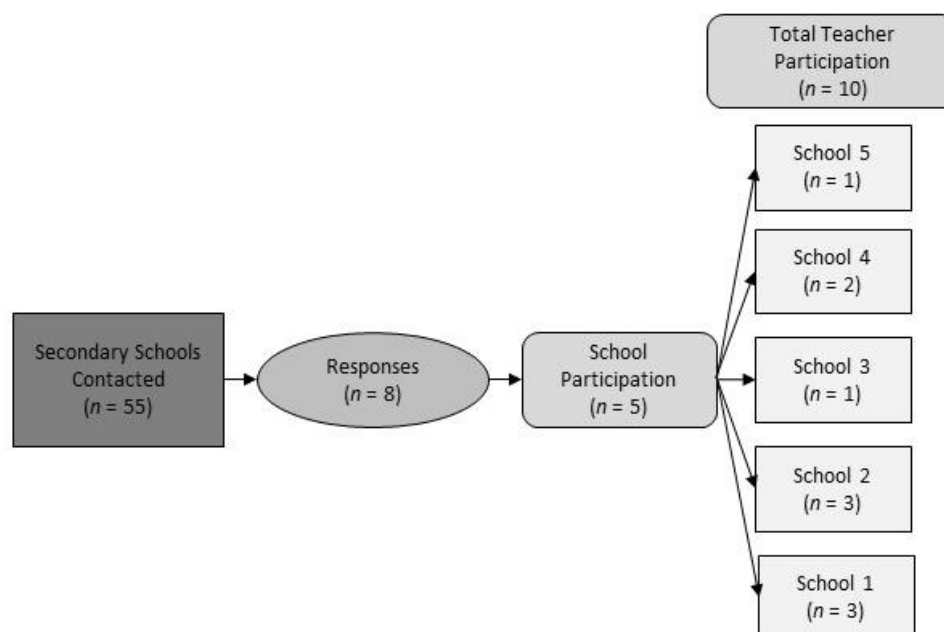 Total Teacher
Participation
(n = 10)
School 5
(n = 1)
School 4
(n = 2)
Secondary Schools
Contacted
(n = 55)
Responses
(n = 8)
School
Participation
(n = 5)
School 3
(n = 1)
School 2
(n = 3)
School 1
(n = 3)